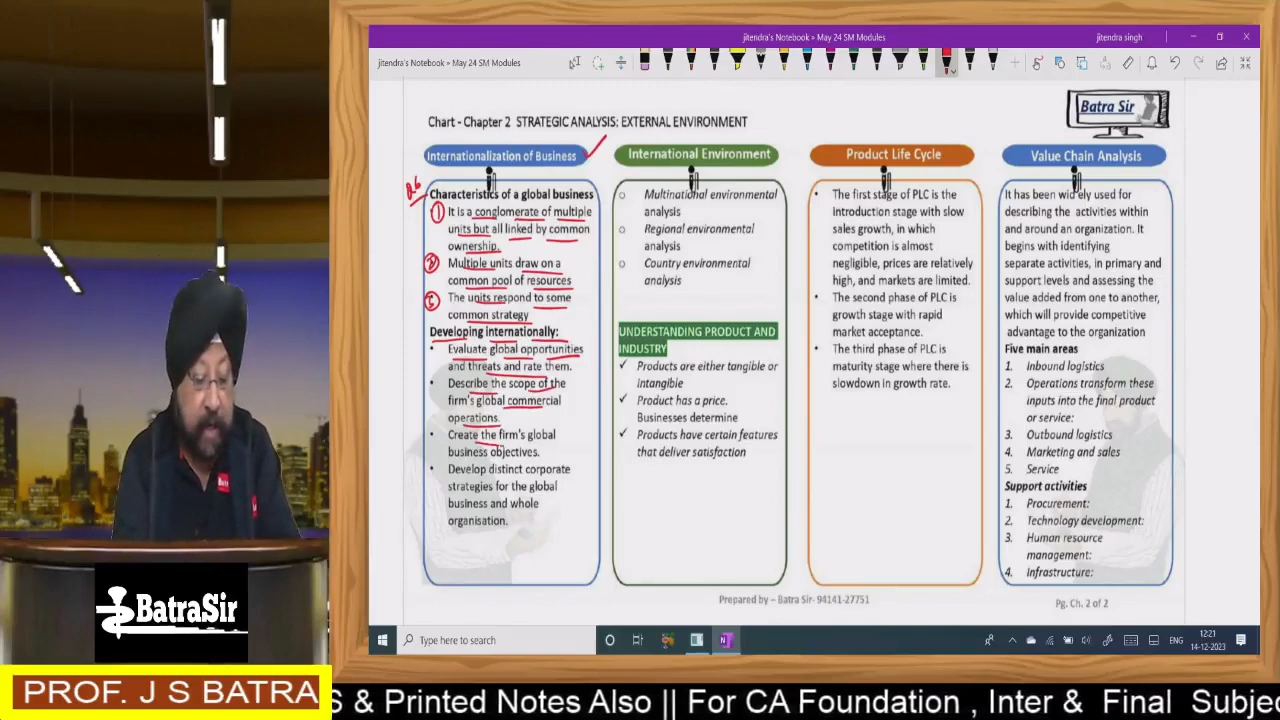 jitendra's Notebook » May 24 SM Modules
jitendra singh
jitendra's Notebook » May 24 SM Modules
Batra Sir
Chart - Chapter 2 STRATEGIC ANALYSIS: EXTERNAL ENVIRONMENT
Internationalization of Business
Characteristics of a global business
1 It is a conglomerate of multiple
units but all linked by common
ownership.
2 Multiple units draw on a
common pool of resources
The units respond to some
common strategy
Developing internationally:
• Evaluate global opportunities
and threats and rate them.
• Describe the scope of the
firm's global commercial
operations.
• Create the firm's global
business objectives.
• Develop distinct corporate
strategies for the global
business and whole
organisation.
International Environment
o Multinational environmental
analysis
o Regional environmental
analysis
o Country environmental
analysis
UNDERSTANDING PRODUCT AND
INDUSTRY
✓ Products are either tangible or
intangible
✓ Product has a price.
Businesses determine
✓ Products have certain features
that deliver satisfaction
Product Life Cycle
• The first stage of PLC is the
introduction stage with slow
sales growth, in which
competition is almost
negligible, prices are relatively
high, and markets are limited.
• The second phase of PLC is
growth stage with rapid
market acceptance.
• The third phase of PLC is
maturity stage where there is
slowdown in growth rate.
Value Chain Analysis
It has been widely used for
describing the activities within
and around an organization. It
begins with identifying
separate activities, in primary and
support levels and assessing the
value added from one to another,
which will provide competitive
advantage to the organization
Five main areas
1. Inbound logistics
2. Operations transform these
inputs into the final product
or service:
3. Outbound logistics
4. Marketing and sales
5. Service
Support activities
1. Procurement:
2. Technology development:
3. Human resource
management:
4. Infrastructure:
Prepared by – Batra Sir- 94141-27751
Pg. Ch. 2 of 2
Type here to search
ENG
12:21
14-12-2023
BatraSir
PROF. J S BATRA
S & Printed Notes Also || For CA Foundation , Inter & Final Subje